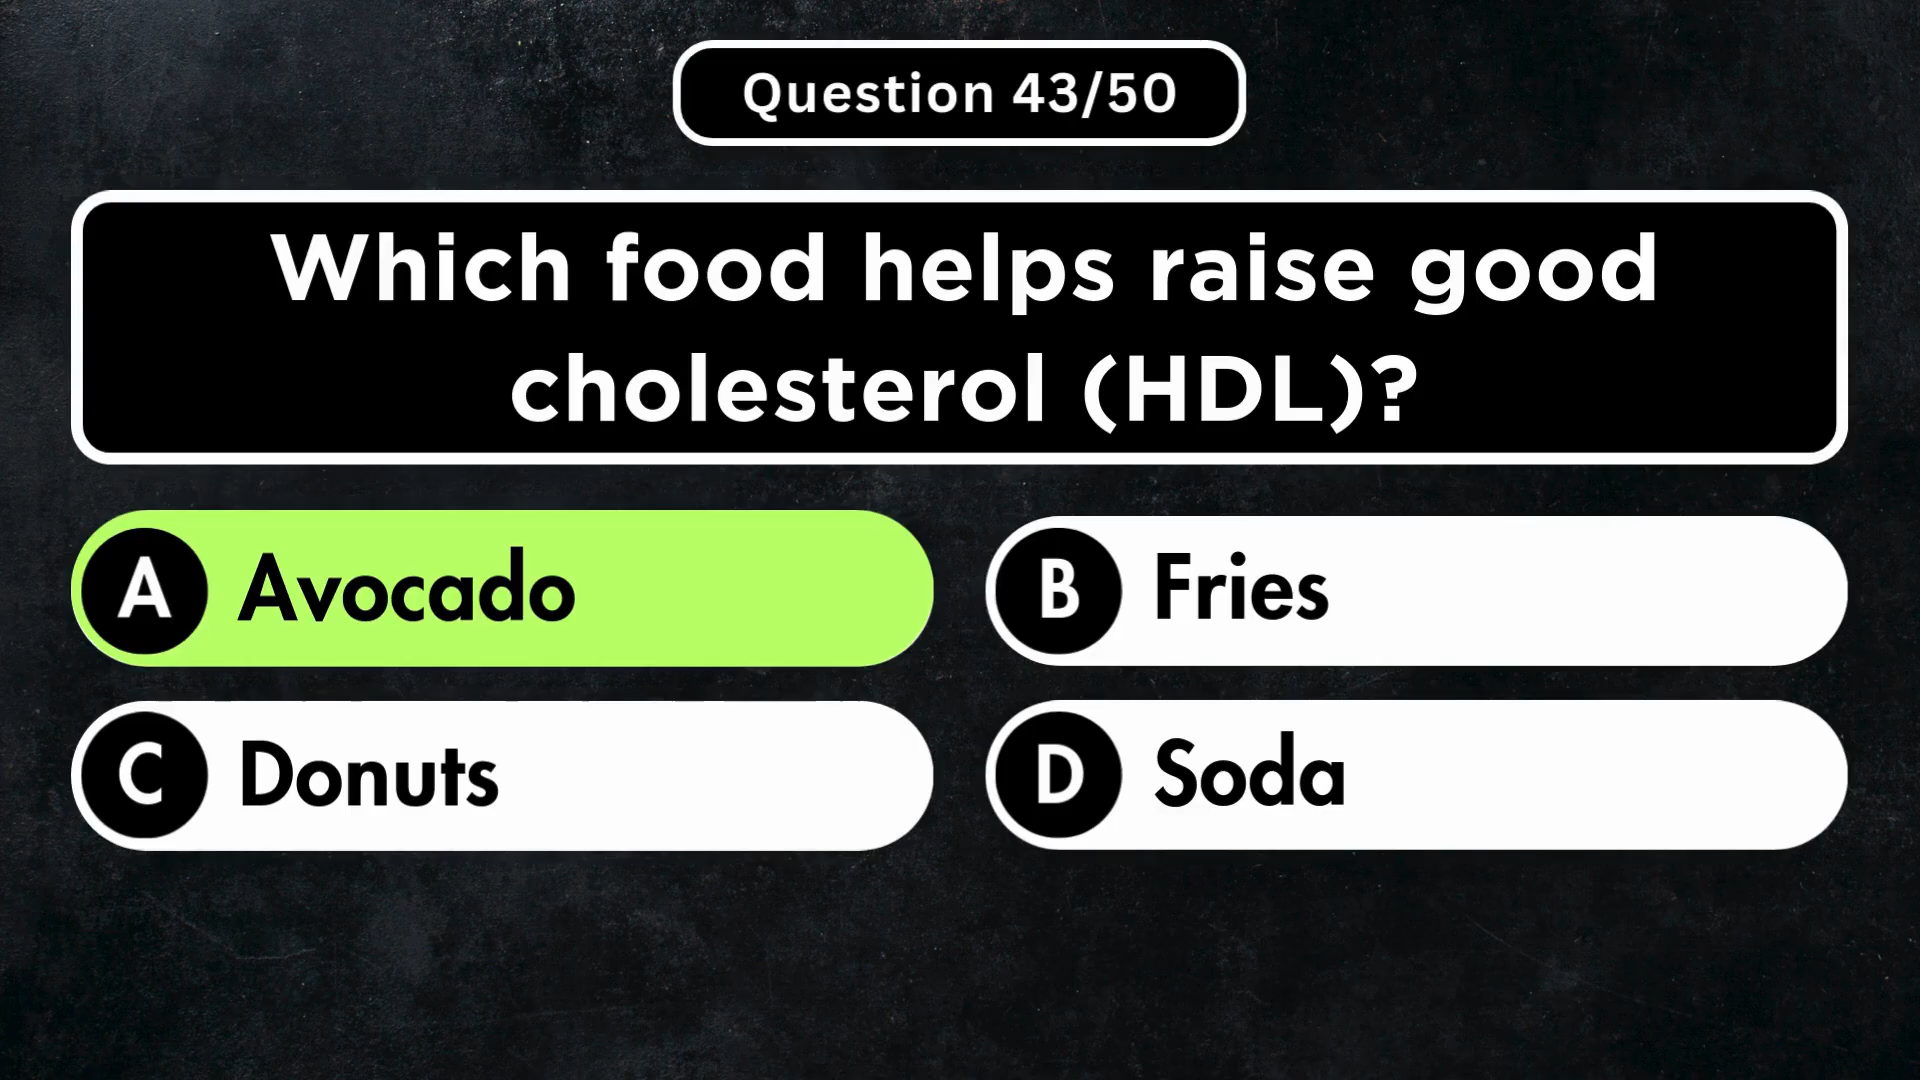 Question 43/50
Which food helps raise good
cholesterol (HDL)?
A Avocado
B Fries
C Donuts
D Soda